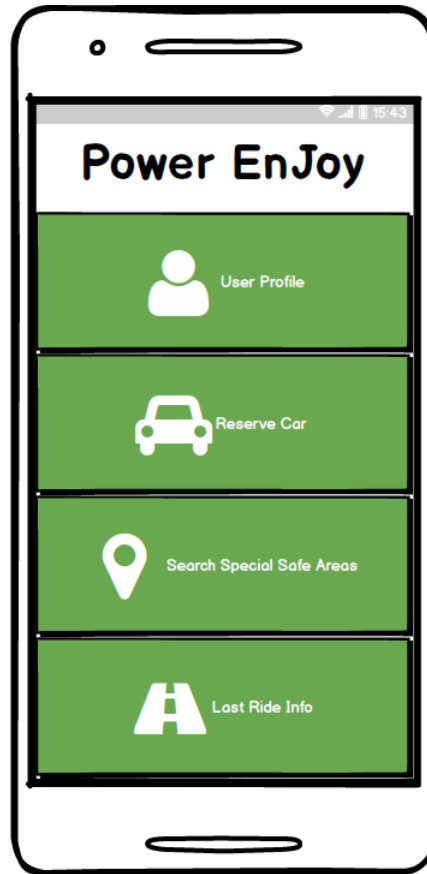 15:43
Power EnJoy
User Profile
Reserve Car
Search Special Safe Areas
Last Ride Info